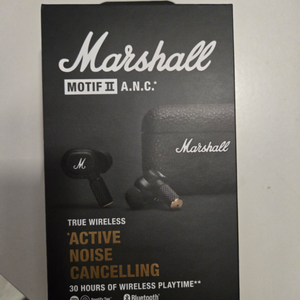 Marshall
MOTIF II A.N.C.*
Marshall
M
TRUE WIRELESS
*ACTIVE
NOISE
CANCELLING
30 HOURS OF WIRELESS PLAYTIME**
Bluetooth®